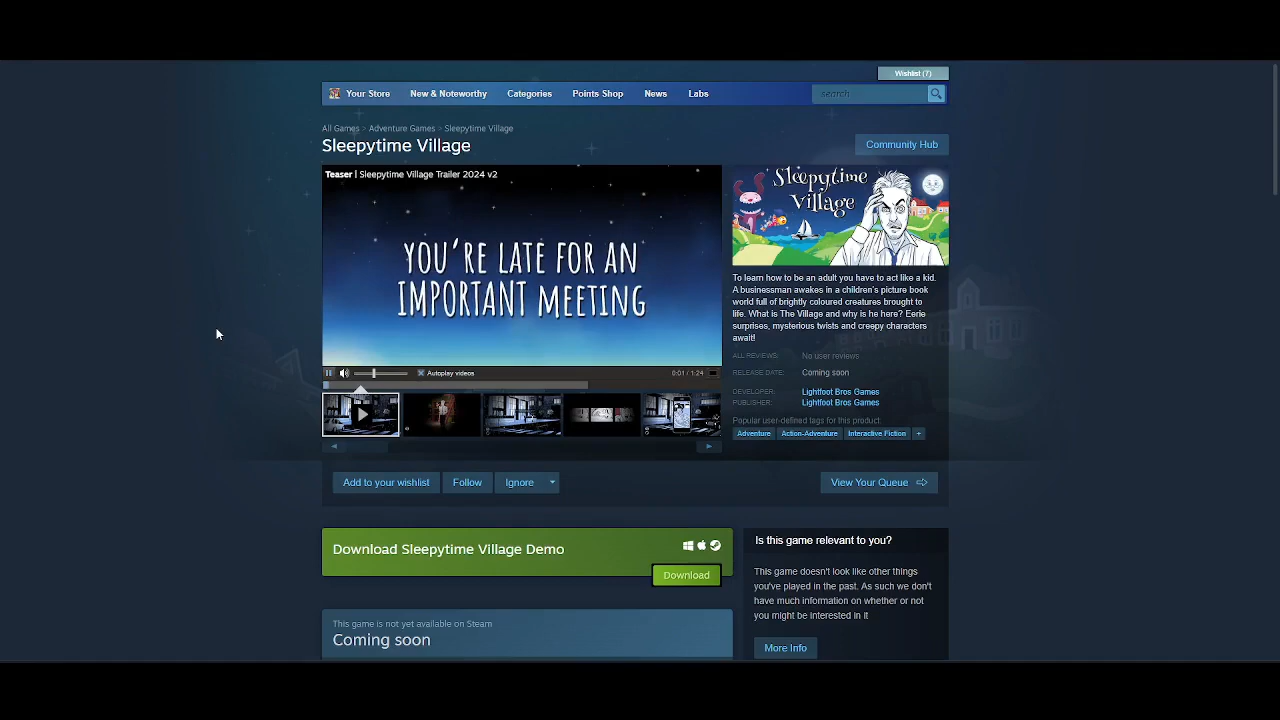 Wishlist (7)
Your Store
New & Noteworthy
Categories
Points Shop
News
Labs
search
All Games > Adventure Games > Sleepytime Village
Sleepytime Village
Community Hub
Teaser | Sleepytime Village Trailer 2024 v2
YOU'RE LATE FOR AN
IMPORTANT MEETING
Autoplay videos
0:01 / 1:24
Sleepytime
Village
To learn how to be an adult you have to act like a kid.
A businessman awakes in a children's picture book
world full of brightly coloured creatures brought to
life. What is The Village and why is he here? Eerie
surprises, mysterious twists and creepy characters
await!
ALL REVIEWS: No user reviews
RELEASE DATE: Coming soon
DEVELOPER: Lightfoot Bros Games
PUBLISHER: Lightfoot Bros Games
Popular user-defined tags for this product:
Adventure
Action-Adventure
Interactive Fiction
+
Add to your wishlist
Follow
Ignore
View Your Queue
Download Sleepytime Village Demo
Download
This game is not yet available on Steam
Coming soon
Is this game relevant to you?
This game doesn't look like other things
you've played in the past. As such we don't
have much information on whether or not
you might be interested in it
More Info